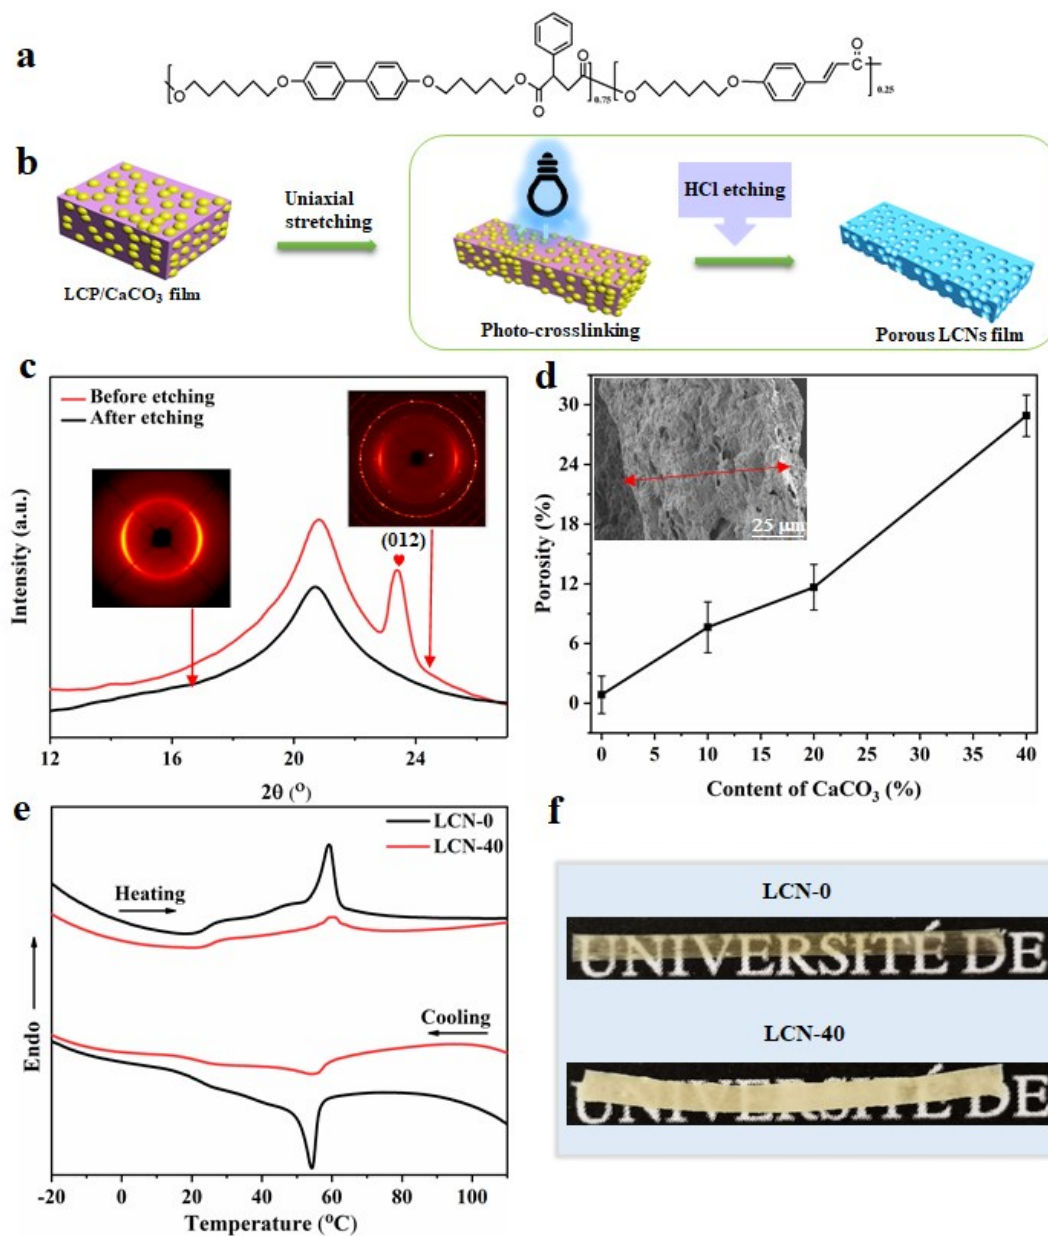 a
O
O
O
O
O
O
0.75
O
O
C
O
0.25
b
LCP/CaCO₃ film
Uniaxial
stretching
Photo-crosslinking
HCl etching
Porous LCNs film
c
Before etching
After etching
(012)
Intensity (a.u.)
12 16 20 24
2θ (°)
d
25 μm
Porosity (%)
30
24
18
12
6
0
0 5 10 15 20 25 30 35 40
Content of CaCO₃ (%)
e
LCN-0
LCN-40
Heating
Cooling
Endo
-20 0 20 40 60 80 100
Temperature (°C)
f
LCN-0
UNIVERSITÉ DE
LCN-40
UNIVERSITÉ DE